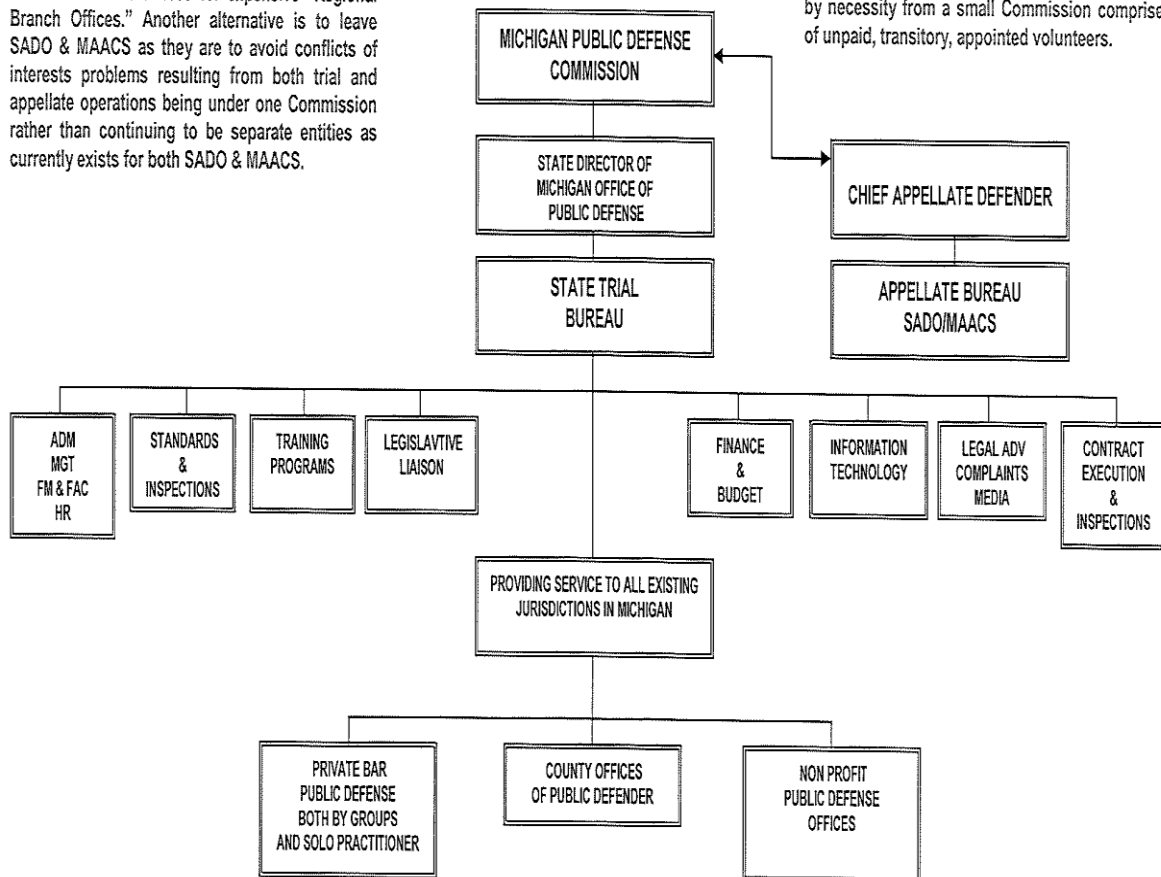 Branch Offices." Another alternative is to leave
SADO & MAACS as they are to avoid conflicts of
interests problems resulting from both trial and
appellate operations being under one Commission
rather than continuing to be separate entities as
currently exists for both SADO & MAACS.
by necessity from a small Commission comprise
of unpaid, transitory, appointed volunteers.
MICHIGAN PUBLIC DEFENSE
COMMISSION
STATE DIRECTOR OF
MICHIGAN OFFICE OF
PUBLIC DEFENSE
CHIEF APPELLATE DEFENDER
STATE TRIAL
BUREAU
APPELLATE BUREAU
SADO/MAACS
ADM
MGT
FM & FAC
HR
STANDARDS
&
INSPECTIONS
TRAINING
PROGRAMS
LEGISLAVTIVE
LIAISON
FINANCE
&
BUDGET
INFORMATION
TECHNOLOGY
LEGAL ADV
COMPLAINTS
MEDIA
CONTRACT
EXECUTION
&
INSPECTIONS
PROVIDING SERVICE TO ALL EXISTING
JURISDICTIONS IN MICHIGAN
PRIVATE BAR
PUBLIC DEFENSE
BOTH BY GROUPS
AND SOLO PRACTITIONER
COUNTY OFFICES
OF PUBLIC DEFENDER
NON PROFIT
PUBLIC DEFENSE
OFFICES